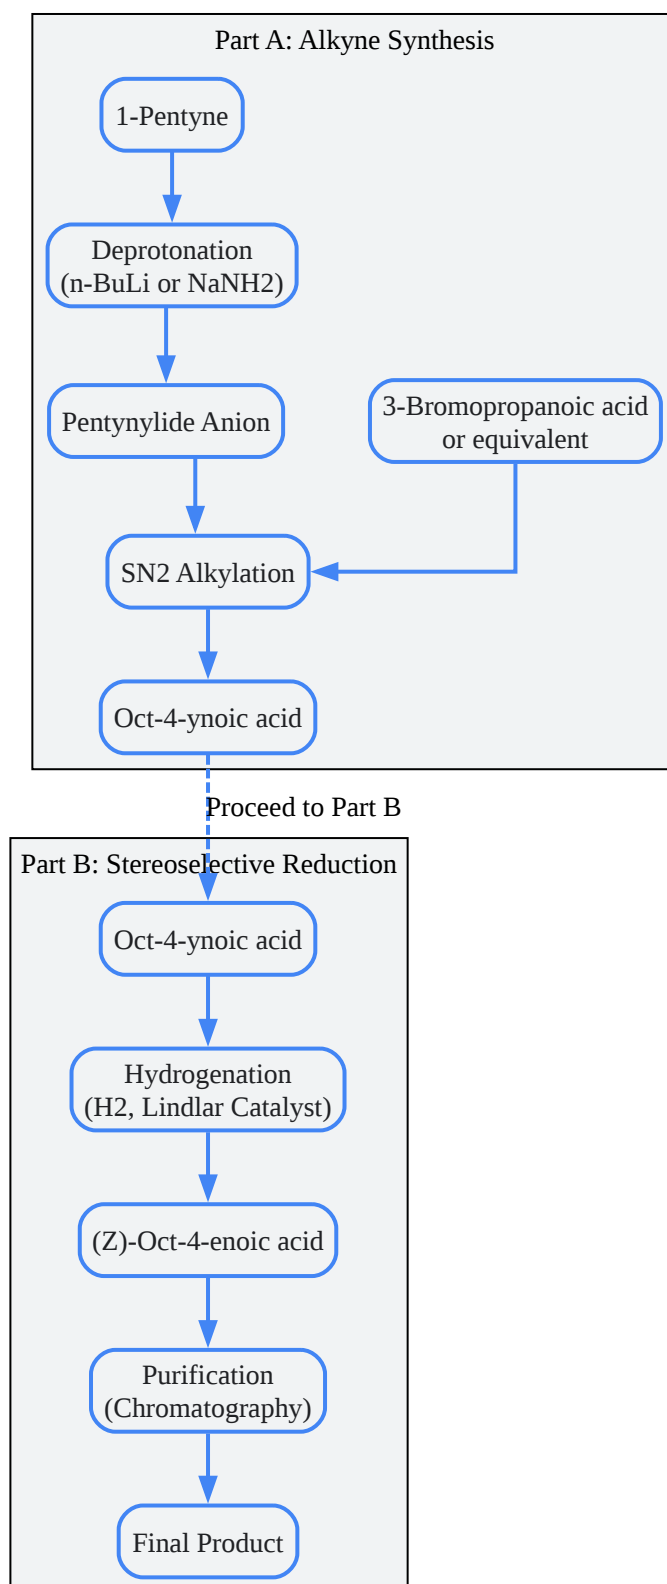 Part A: Alkyne Synthesis
1-Pentyne
Deprotonation
(n-BuLi or NaNH2)
Pentynylide Anion
3-Bromopropanoic acid
or equivalent
SN2 Alkylation
Oct-4-ynoic acid
Proceed to Part B
Part B: Stereoselective Reduction
Oct-4-ynoic acid
Hydrogenation
(H2, Lindlar Catalyst)
(Z)-Oct-4-enoic acid
Purification
(Chromatography)
Final Product